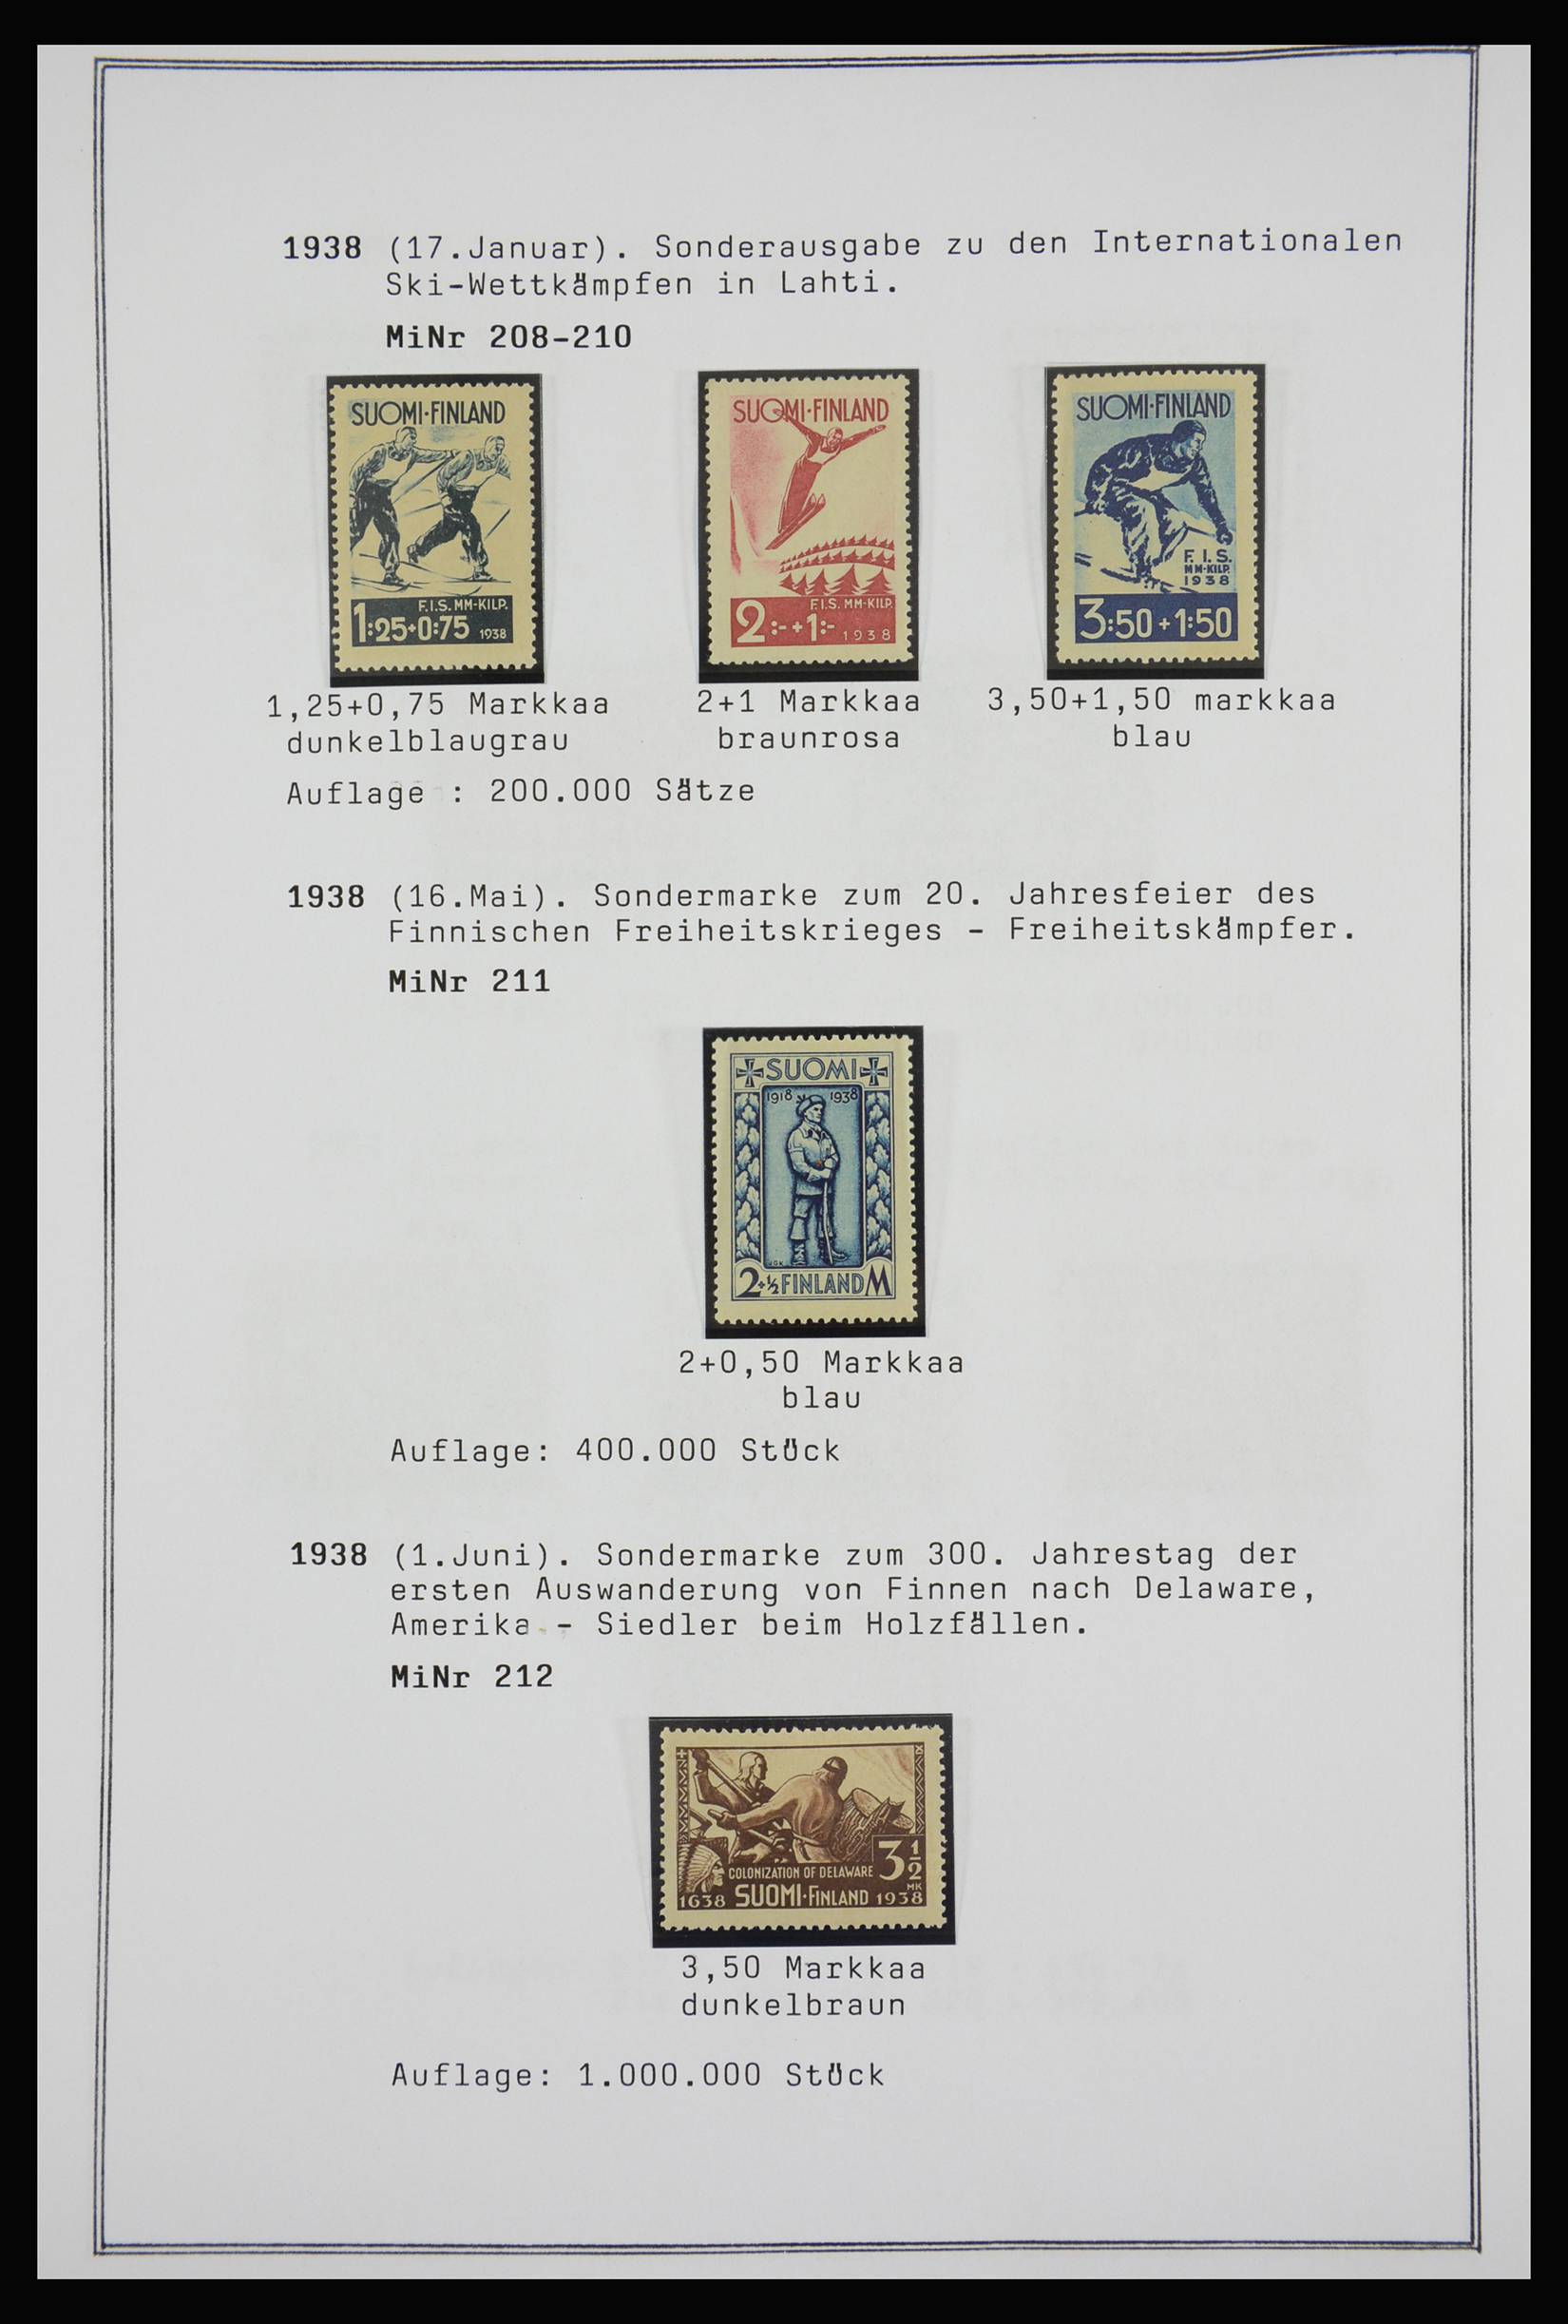 1938 (17.Januar). Sonderausgabe zu den Internationalen
Ski-Wettkämpfen in Lahti.
MiNr 208-210
SUOMI·FINLAND
F.I.S. MM-KILP.
1:25+0:75 1938
SUOMI·FINLAND
F.I.S. MM-KILP.
2:-+1:- 1938
SUOMI·FINLAND
F.I.S.
MM-KILP.
1938
3:50+1:50
1,25+0,75 Markkaa
dunkelblaugrau
2+1 Markkaa
braunrosa
3,50+1,50 markkaa
blau
Auflage : 200.000 Sätze
1938 (16.Mai). Sondermarke zum 20. Jahresfeier des
Finnischen Freiheitskrieges - Freiheitskämpfer.
MiNr 211
SUOMI
1918 1938
2+½ FINLAND M
2+0,50 Markkaa
blau
Auflage: 400.000 Stück
1938 (1.Juni). Sondermarke zum 300. Jahrestag der
ersten Auswanderung von Finnen nach Delaware,
Amerika - Siedler beim Holzfällen.
MiNr 212
COLONIZATION OF DELAWARE 3½ MK
1638 SUOMI·FINLAND 1938
3,50 Markkaa
dunkelbraun
Auflage: 1.000.000 Stück